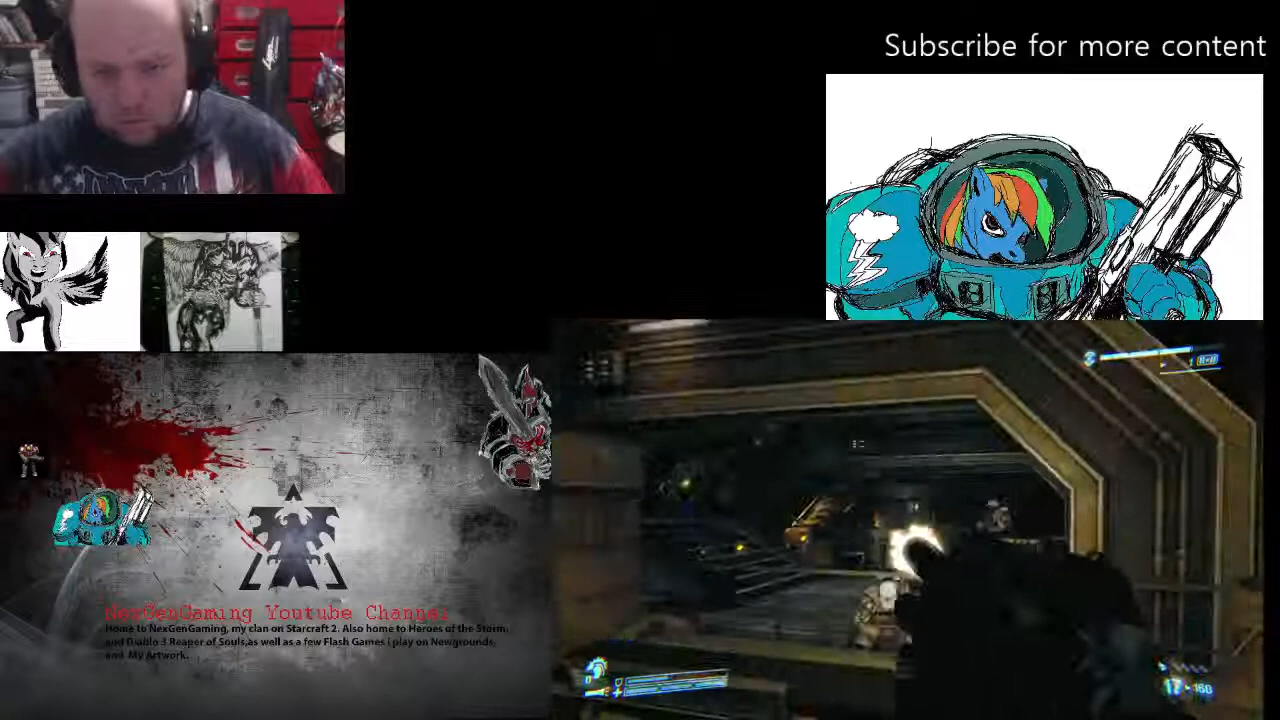 Subscribe for more content
NexGenGaming Youtube Channel
Home to NexGenGaming, my clan on Starcraft 2. Also home to Heroes of the Storm,
and Diablo 3 Reaper of Souls,as well as a few Flash Games i play on Newgrounds,
and My Artwork.
17 160